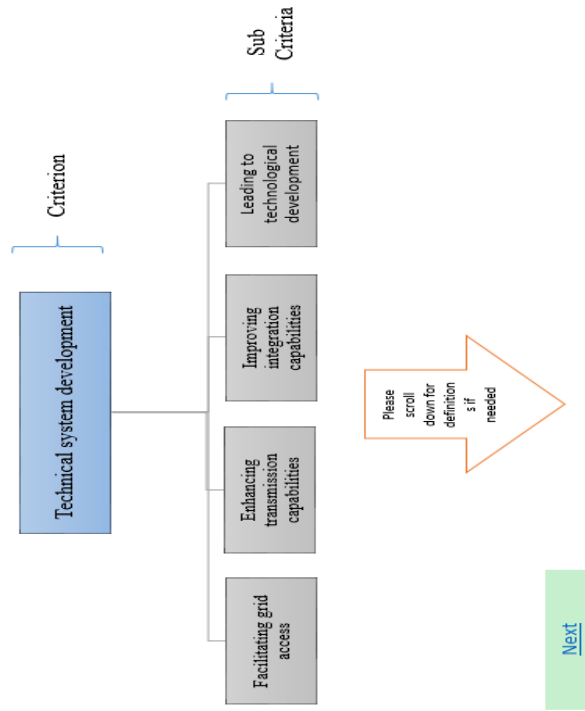 Technical system development
Criterion
Facilitating grid
access
Enhancing
transmission
capabilities
Improving
integration
capabilities
Leading to
technological
development
Sub
Criteria
Please
scroll
down for
definition
s if
needed
Next